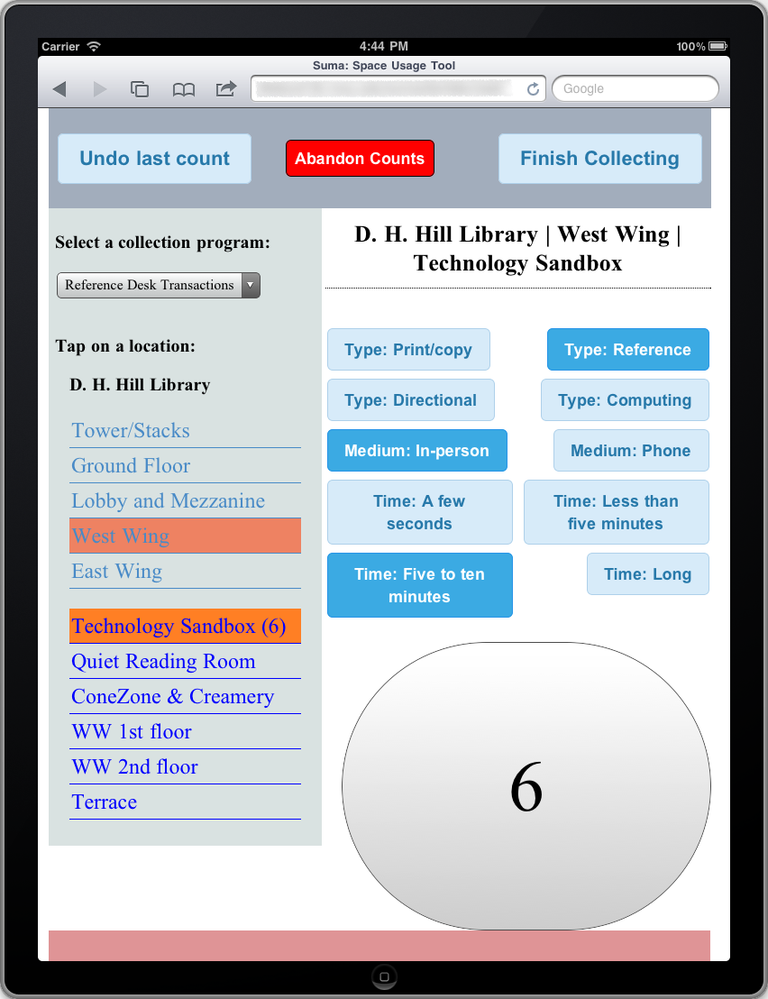 Carrier 4:44 PM 100%
Suma: Space Usage Tool
Google
Undo last count
Abandon Counts
Finish Collecting
Select a collection program:
Reference Desk Transactions
Tap on a location:
D. H. Hill Library
Tower/Stacks
Ground Floor
Lobby and Mezzanine
West Wing
East Wing
Technology Sandbox (6)
Quiet Reading Room
ConeZone & Creamery
WW 1st floor
WW 2nd floor
Terrace
D. H. Hill Library | West Wing |
Technology Sandbox
Type: Print/copy
Type: Reference
Type: Directional
Type: Computing
Medium: In-person
Medium: Phone
Time: A few
seconds
Time: Less than
five minutes
Time: Five to ten
minutes
Time: Long
6